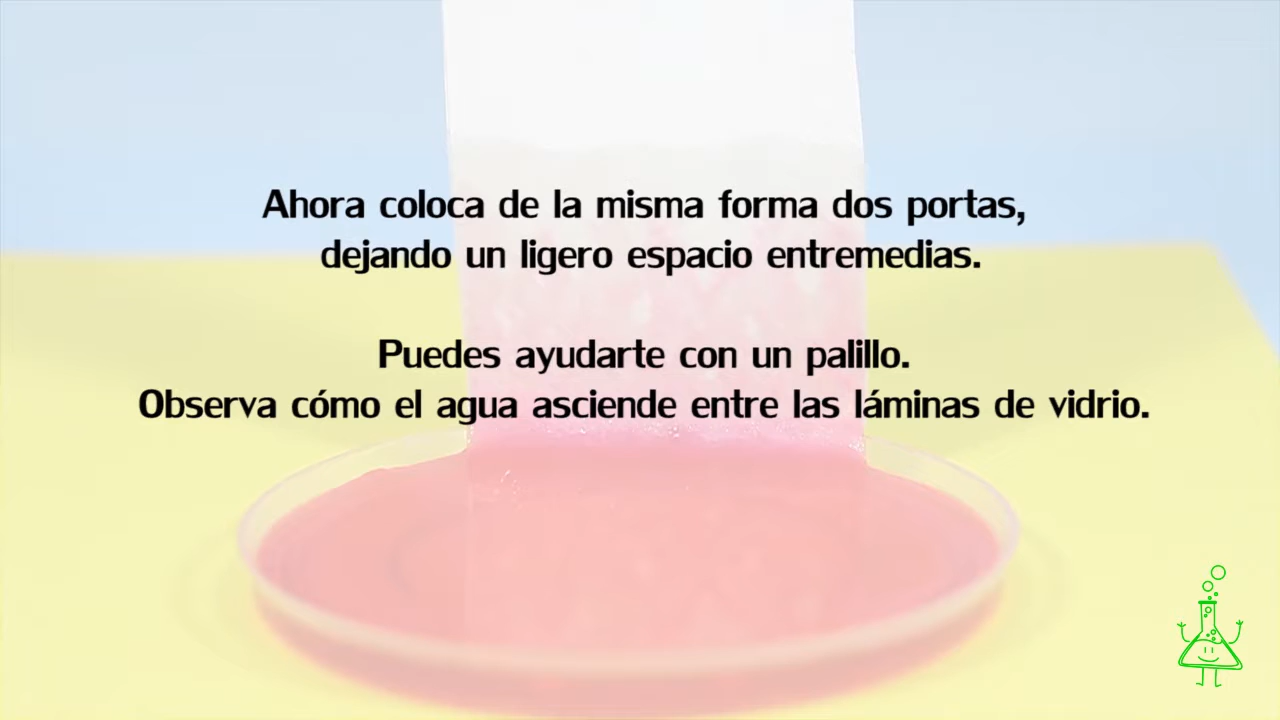 Ahora coloca de la misma forma dos portas,
dejando un ligero espacio entremedias.
Puedes ayudarte con un palillo.
Observa cómo el agua asciende entre las láminas de vidrio.